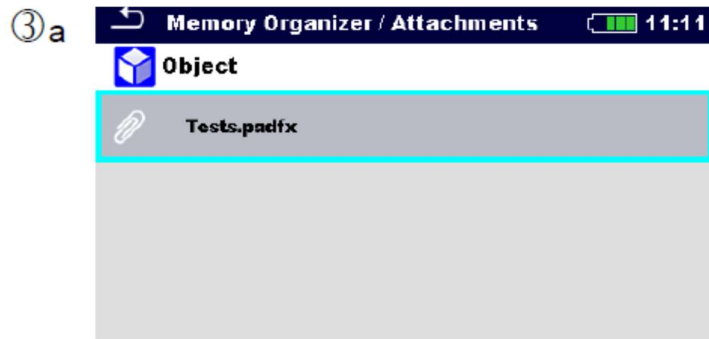 ③a
Memory Organizer / Attachments 11:11
Object
Tests.padfx